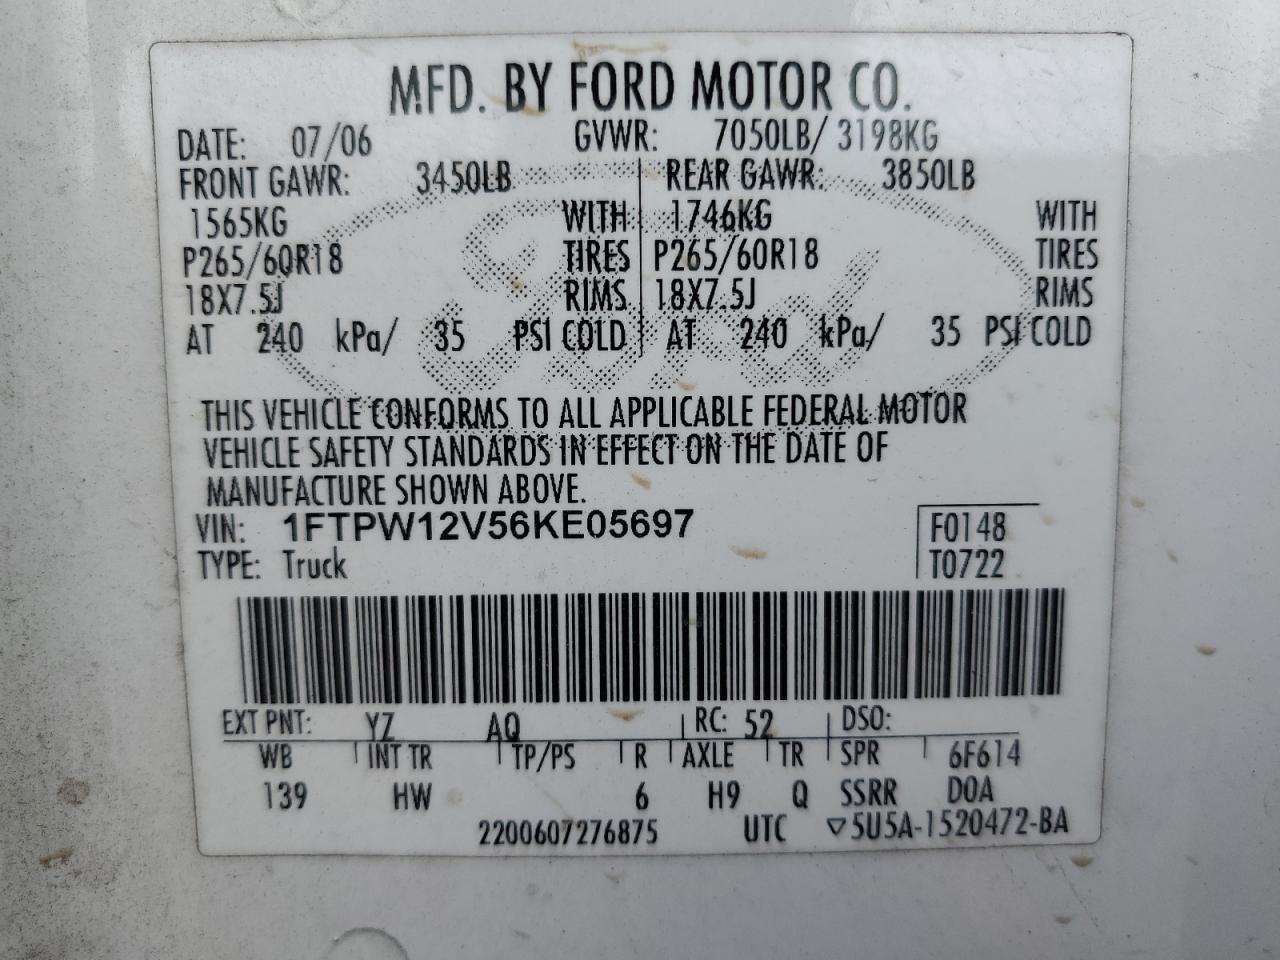 MFD. BY FORD MOTOR CO.
DATE: 07/06 GVWR: 7050LB/ 3198KG
FRONT GAWR: 3450LB REAR GAWR: 3850LB
1565KG WITH 1746KG WITH
P265/60R18 TIRES P265/60R18 TIRES
18X7.5J RIMS 18X7.5J RIMS
AT 240 kPa/ 35 PSI COLD AT 240 kPa/ 35 PSI COLD
Ford
THIS VEHICLE CONFORMS TO ALL APPLICABLE FEDERAL MOTOR
VEHICLE SAFETY STANDARDS IN EFFECT ON THE DATE OF
MANUFACTURE SHOWN ABOVE.
VIN: 1FTPW12V56KE05697 F0148
TYPE: Truck T0722
EXT PNT: YZ AQ RC: 52 DSO:
WB INT TR TP/PS R AXLE TR SPR 6F614
139 HW 6 H9 Q SSRR DOA
2200607276875 UTC ▽5U5A-1520472-BA